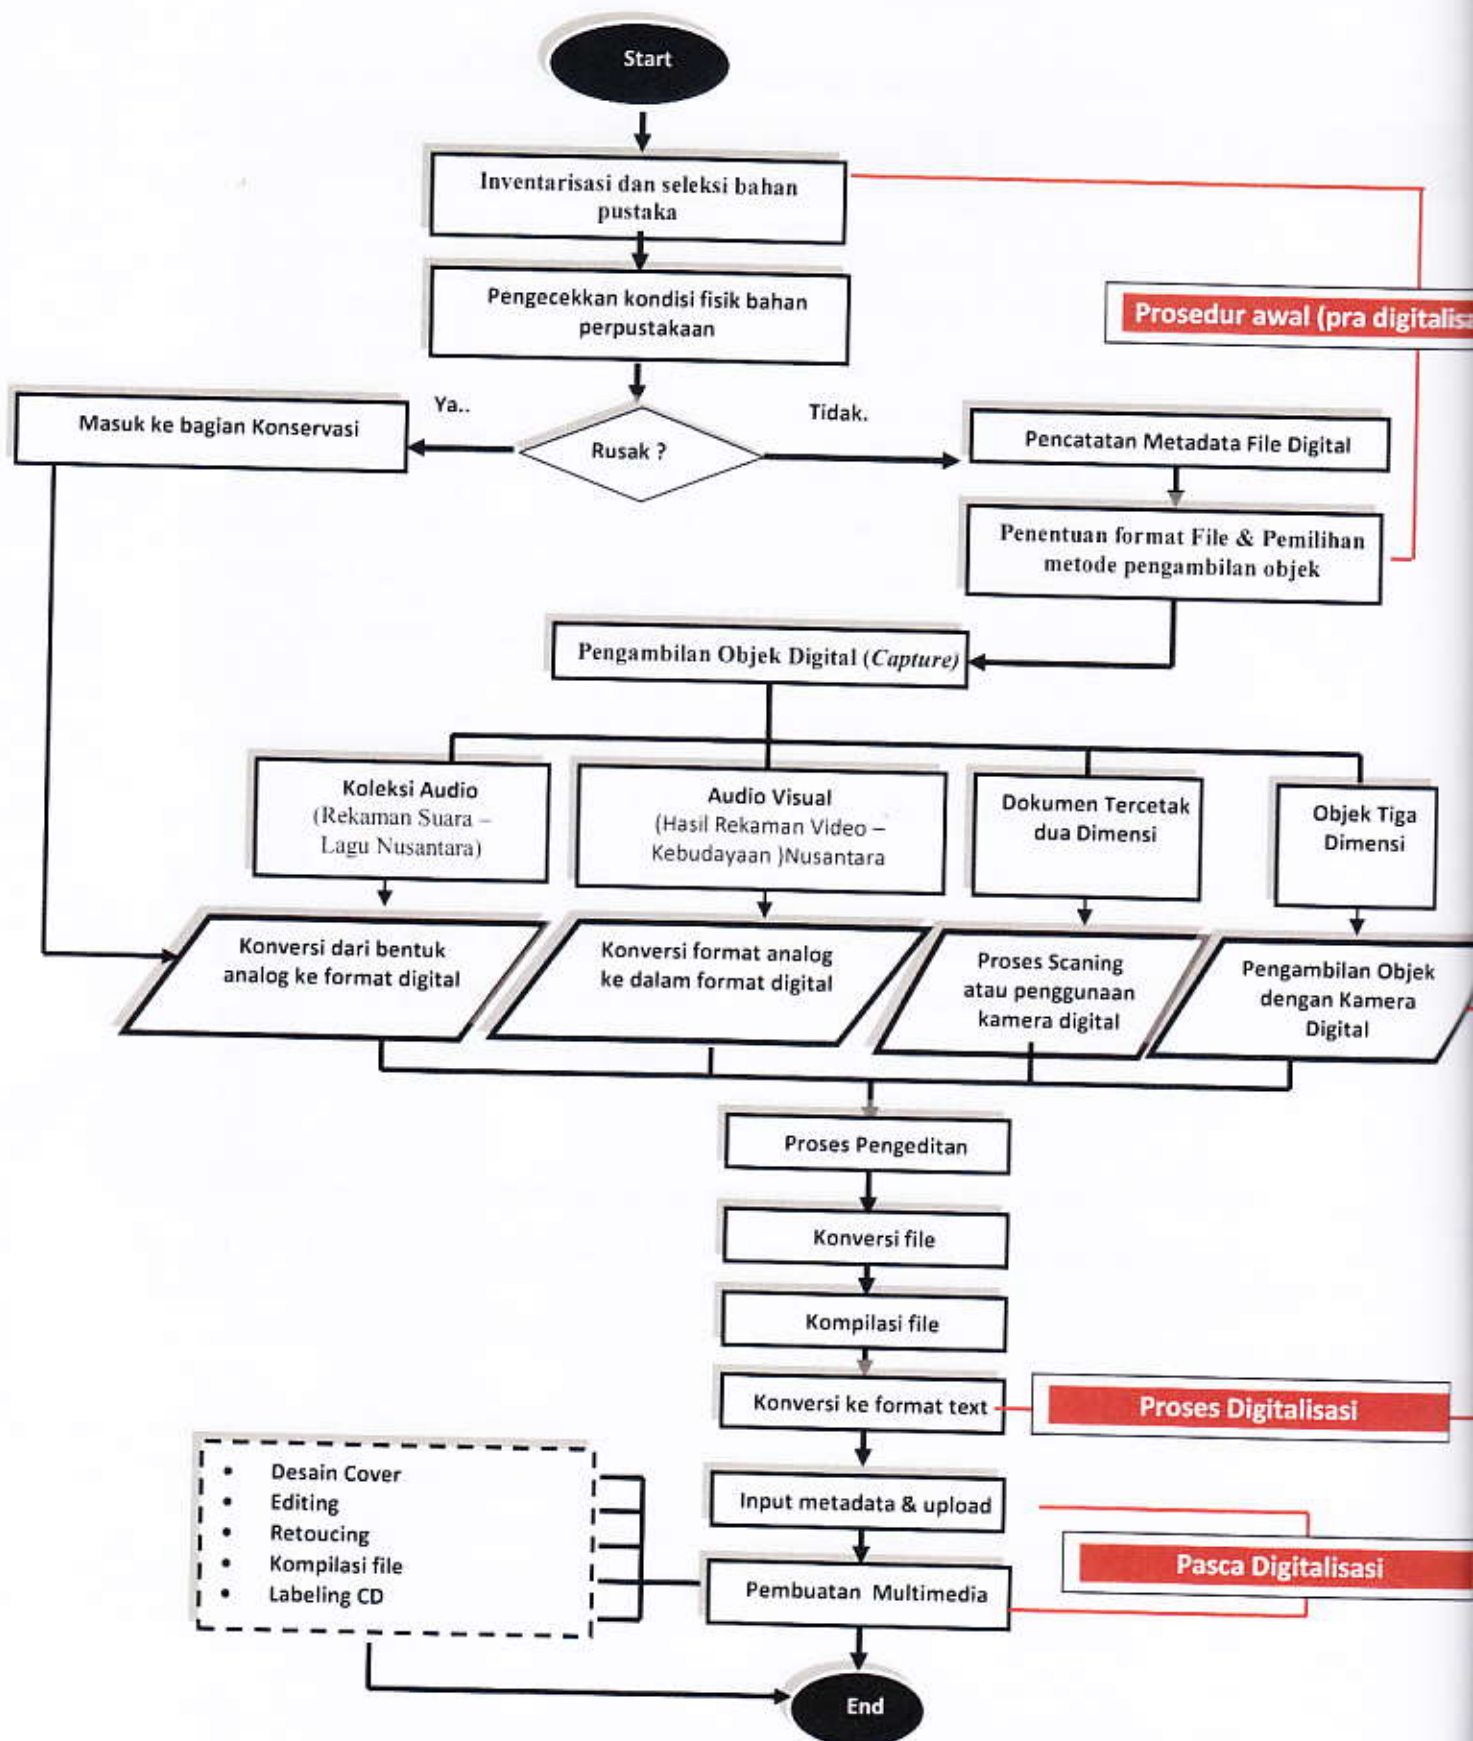 Start
Inventarisasi dan seleksi bahan
pustaka
Pengecekkan kondisi fisik bahan
perpustakaan
Prosedur awal (pra digitalisa
Ya..
Tidak.
Masuk ke bagian Konservasi
Rusak ?
Pencatatan Metadata File Digital
Penentuan format File & Pemilihan
metode pengambilan objek
Pengambilan Objek Digital (Capture)
Koleksi Audio
(Rekaman Suara –
Lagu Nusantara)
Audio Visual
(Hasil Rekaman Video –
Kebudayaan )Nusantara
Dokumen Tercetak
dua Dimensi
Objek Tiga
Dimensi
Konversi dari bentuk
analog ke format digital
Konversi format analog
ke dalam format digital
Proses Scaning
atau penggunaan
kamera digital
Pengambilan Objek
dengan Kamera
Digital
Proses Pengeditan
Konversi file
Kompilasi file
Konversi ke format text
Proses Digitalisasi
• Desain Cover
• Editing
• Retoucing
• Kompilasi file
• Labeling CD
Input metadata & upload
Pasca Digitalisasi
Pembuatan Multimedia
End